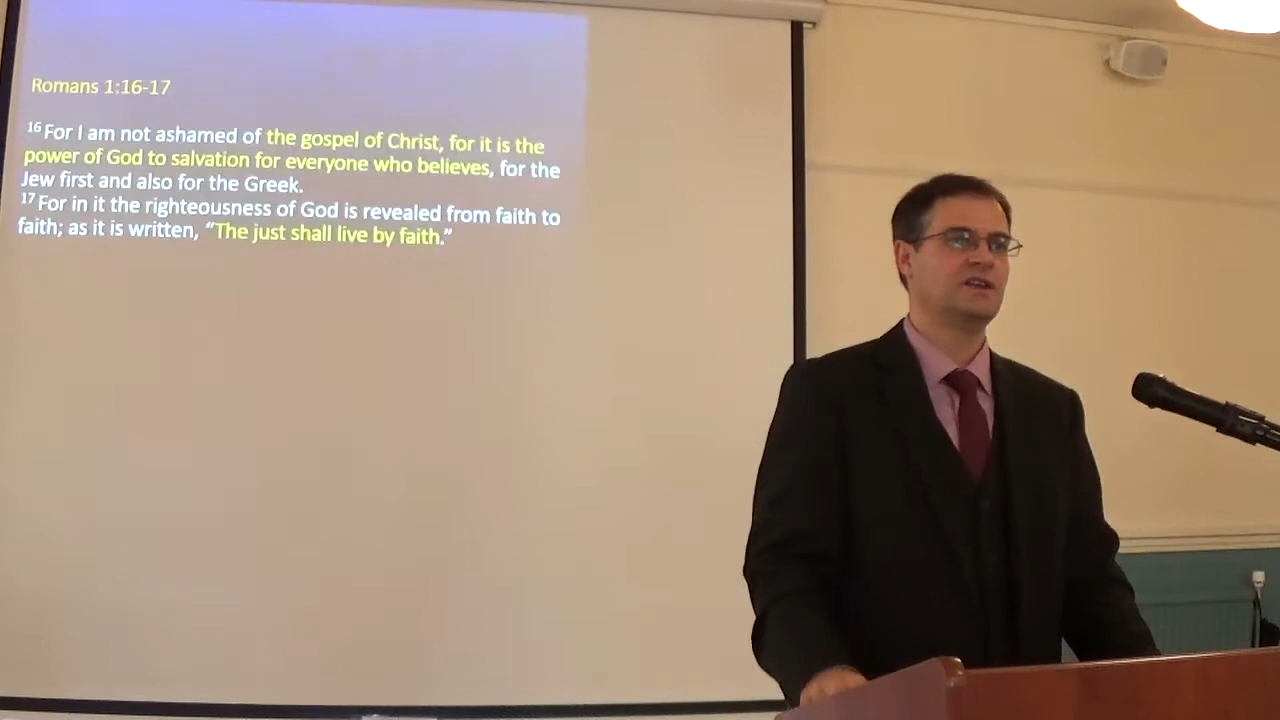 Romans 1:16-17
16 For I am not ashamed of the gospel of Christ, for it is the
power of God to salvation for everyone who believes, for the
Jew first and also for the Greek.
17 For in it the righteousness of God is revealed from faith to
faith; as it is written, “The just shall live by faith.”